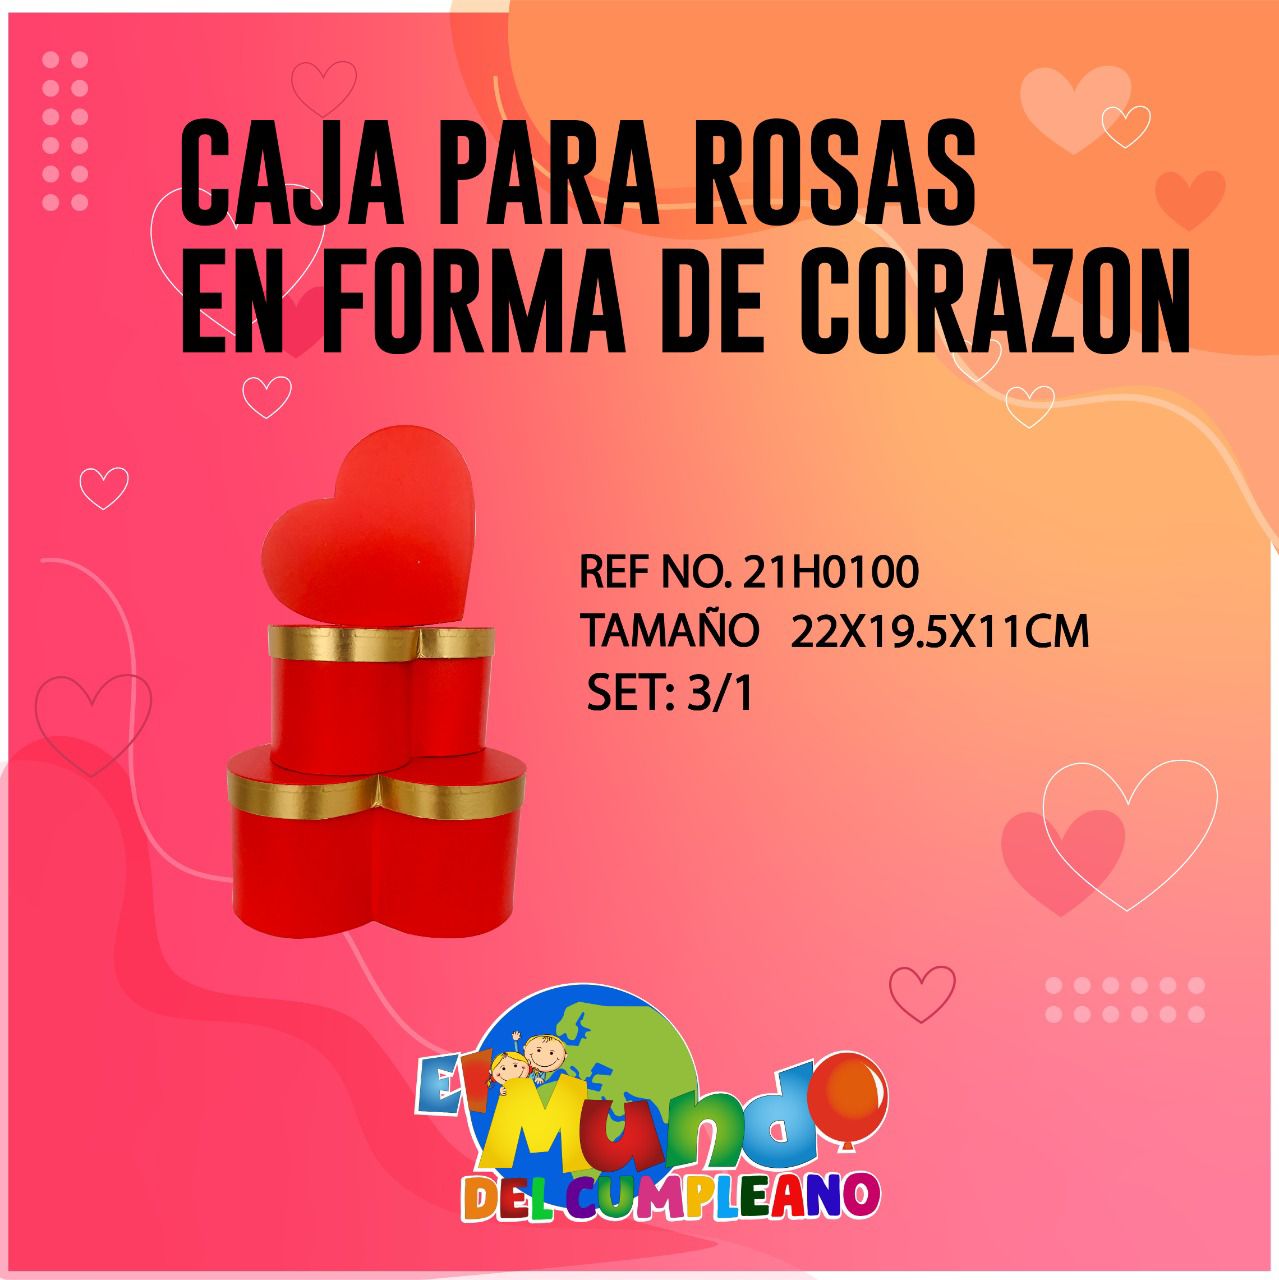 CAJA PARA ROSAS
EN FORMA DE CORAZON
REF NO. 21H0100
TAMAÑO 22X19.5X11CM
SET: 3/1
El Mundo
DEL CUMPLEANO